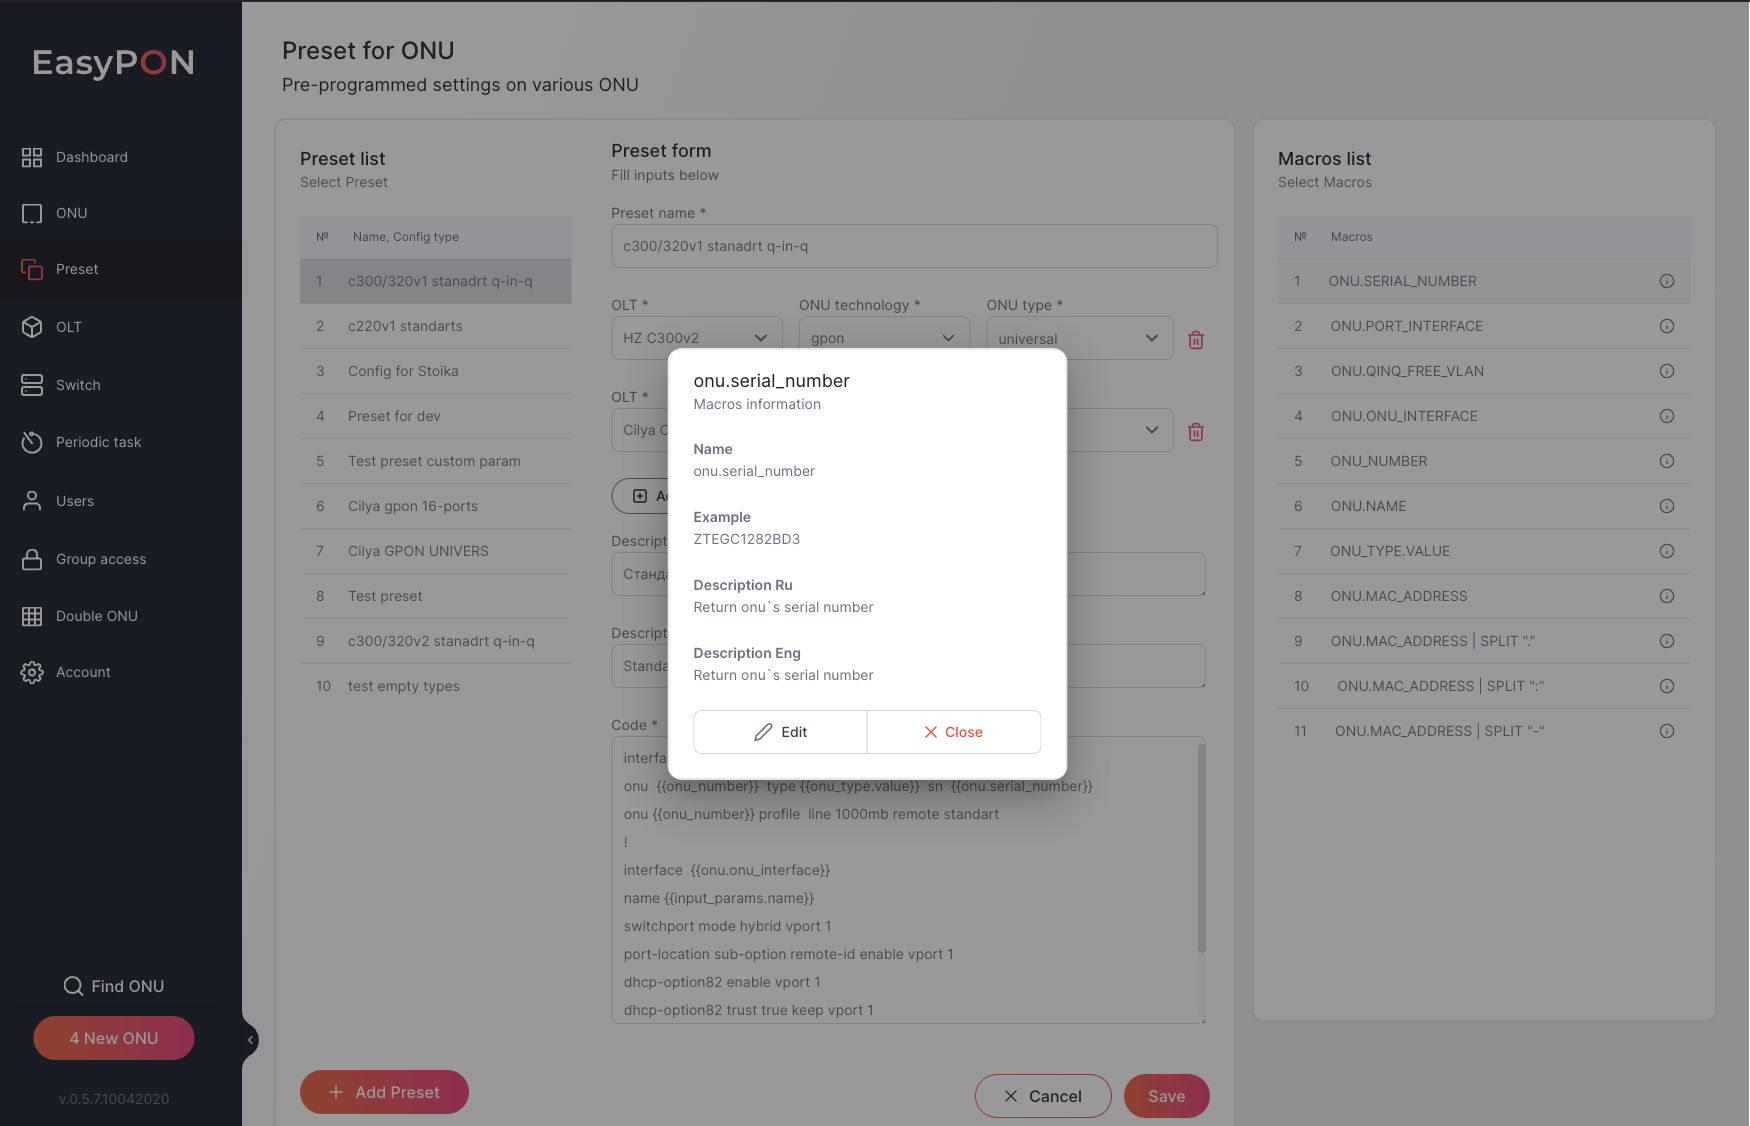 EasyPON
Dashboard
ONU
Preset
OLT
Switch
Periodic task
Users
Group access
Double ONU
Account
Find ONU
4 New ONU
v.0.5.7.10042020
Preset for ONU
Pre-programmed settings on various ONU
Preset list
Select Preset
№ Name, Config type
1 c300/320v1 stanadrt q-in-q
2 c220v1 standarts
3 Config for Stoika
4 Preset for dev
5 Test preset custom param
6 Cilya gpon 16-ports
7 Cilya GPON UNIVERS
8 Test preset
9 c300/320v2 stanadrt q-in-q
10 test empty types
Add Preset
Preset form
Fill inputs below
Preset name *
c300/320v1 stanadrt q-in-q
OLT * ONU technology * ONU type *
HZ C300v2 gpon universal
OLT *
Cilya
Descript
Станда
Descript
Standa
Code *
interfa
onu {{onu_number}} type {{onu_type.value}} sn {{onu.serial_number}}
onu {{onu_number}} profile line 1000mb remote standart
!
interface {{onu.onu_interface}}
name {{input_params.name}}
switchport mode hybrid vport 1
port-location sub-option remote-id enable vport 1
dhcp-option82 enable vport 1
dhcp-option82 trust true keep vport 1
Cancel
Save
onu.serial_number
Macros information
Name
onu.serial_number
Example
ZTEGC1282BD3
Description Ru
Return onu`s serial number
Description Eng
Return onu`s serial number
Edit
Close
Macros list
Select Macros
№ Macros
1 ONU.SERIAL_NUMBER
2 ONU.PORT_INTERFACE
3 ONU.QINQ_FREE_VLAN
4 ONU.ONU_INTERFACE
5 ONU_NUMBER
6 ONU.NAME
7 ONU_TYPE.VALUE
8 ONU.MAC_ADDRESS
9 ONU.MAC_ADDRESS | SPLIT "."
10 ONU.MAC_ADDRESS | SPLIT ":"
11 ONU.MAC_ADDRESS | SPLIT "-"